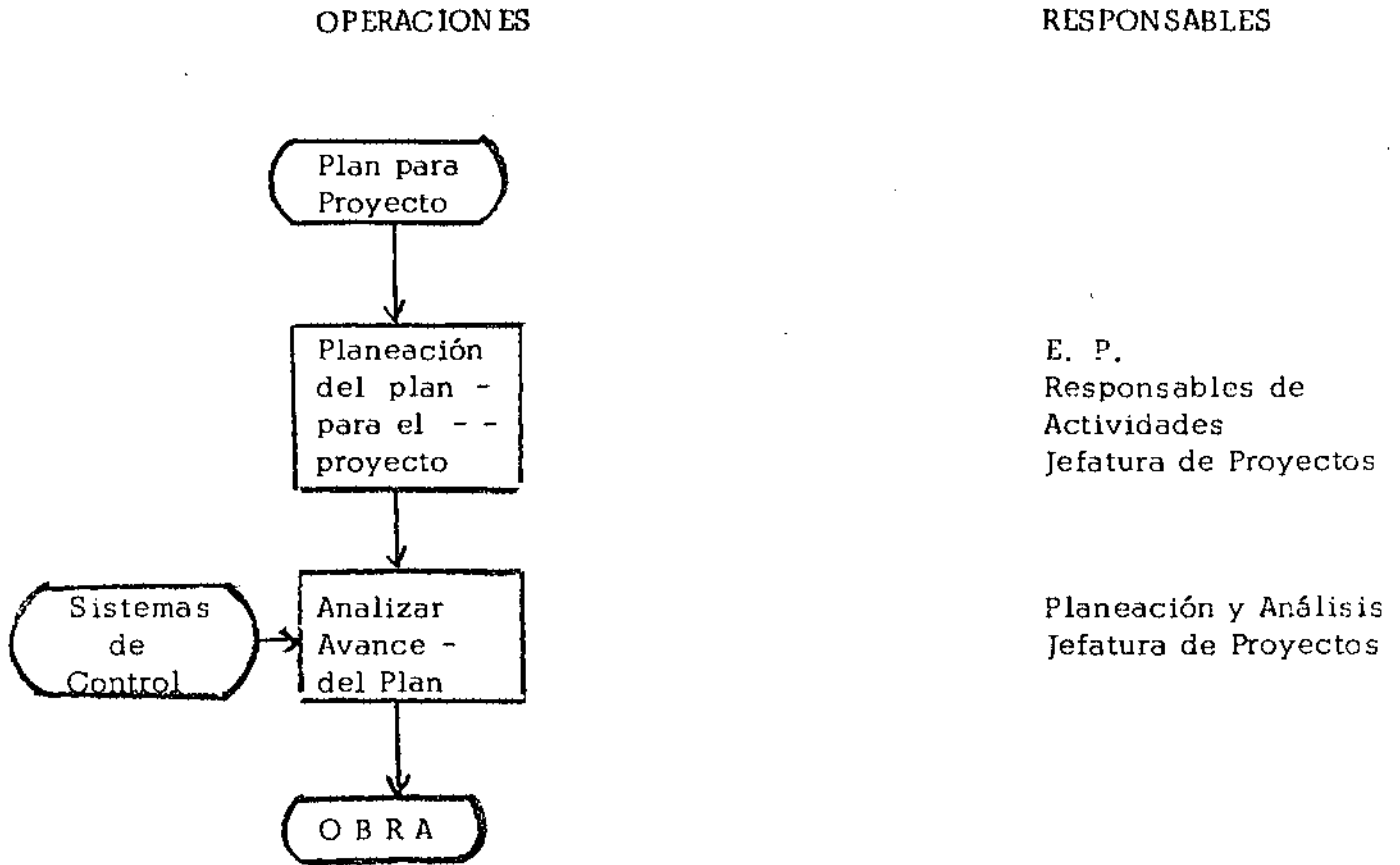 OPERACIONES
RESPONSABLES
Plan para
Proyecto
Planeación
del plan -
para el - -
proyecto
E. P.
Responsables de
Actividades
Jefatura de Proyectos
Sistemas
de
Control
Analizar
Avance -
del Plan
Planeación y Análisis
Jefatura de Proyectos
O B R A